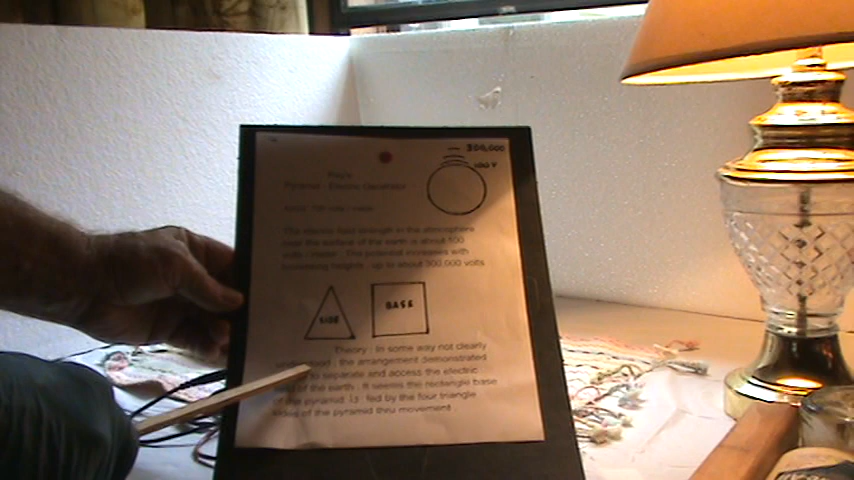 300,000
100 V
Pyramid - Electric Generator
The electric field strength in the atmosphere
near the surface of the earth is about 100
volts / meter. The potential increases with
increasing heights, up to about 300,000 volts
SIDE
BASE
Theory: In some way not clearly
understood, the arrangement demonstrated
separate and access the electric
of the earth. It seems the rectangle base
of the pyramid is fed by the four triangle
sides of the pyramid thru movement